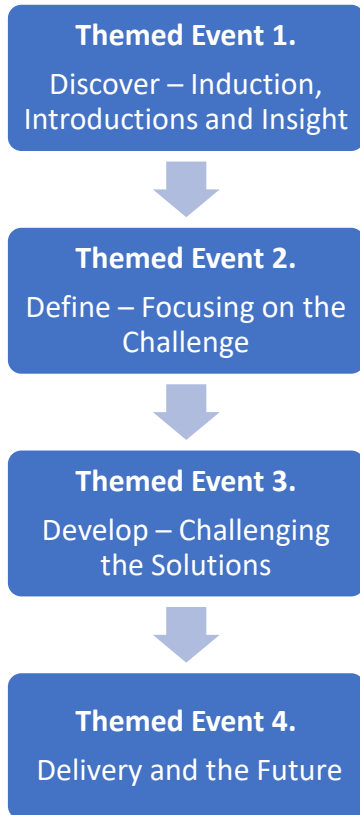 Themed Event 1.
Discover – Induction,
Introductions and Insight
Themed Event 2.
Define – Focusing on the
Challenge
Themed Event 3.
Develop – Challenging
the Solutions
Themed Event 4.
Delivery and the Future